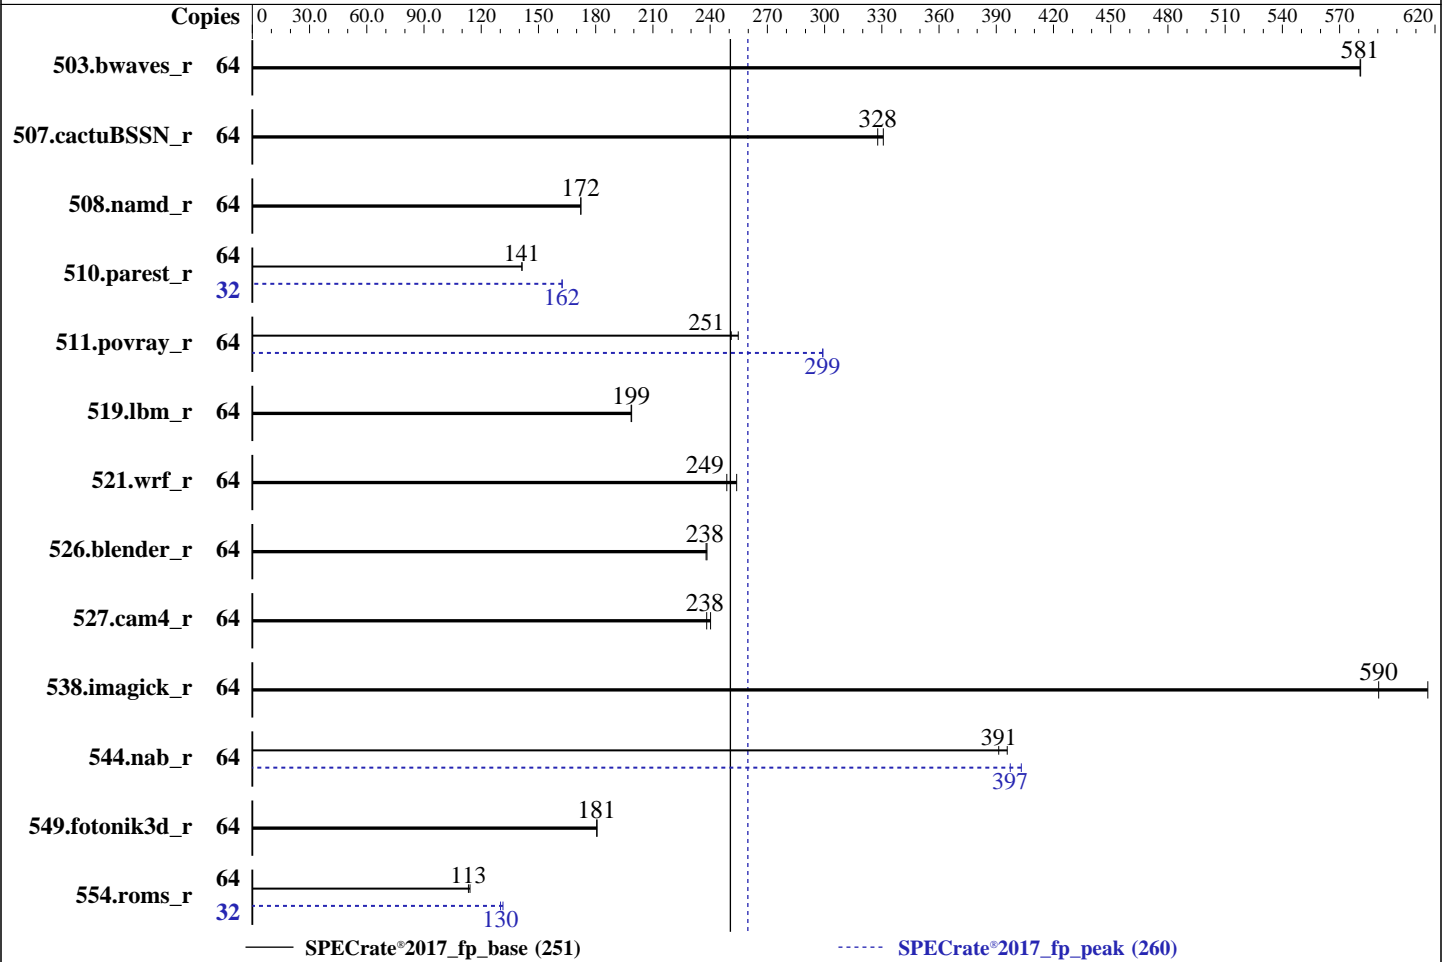 Copies 0 30.0 60.0 90.0 120 150 180 210 240 270 300 330 360 390 420 450 480 510 540 570 620
503.bwaves_r 64 581
507.cactuBSSN_r 64 328
508.namd_r 64 172
510.parest_r 64 141
32 162
511.povray_r 64 251
299
519.lbm_r 64 199
521.wrf_r 64 249
526.blender_r 64 238
527.cam4_r 64 238
538.imagick_r 64 590
544.nab_r 64 391
397
549.fotonik3d_r 64 181
554.roms_r 64 113
32 130
SPECrate®2017_fp_base (251) SPECrate®2017_fp_peak (260)